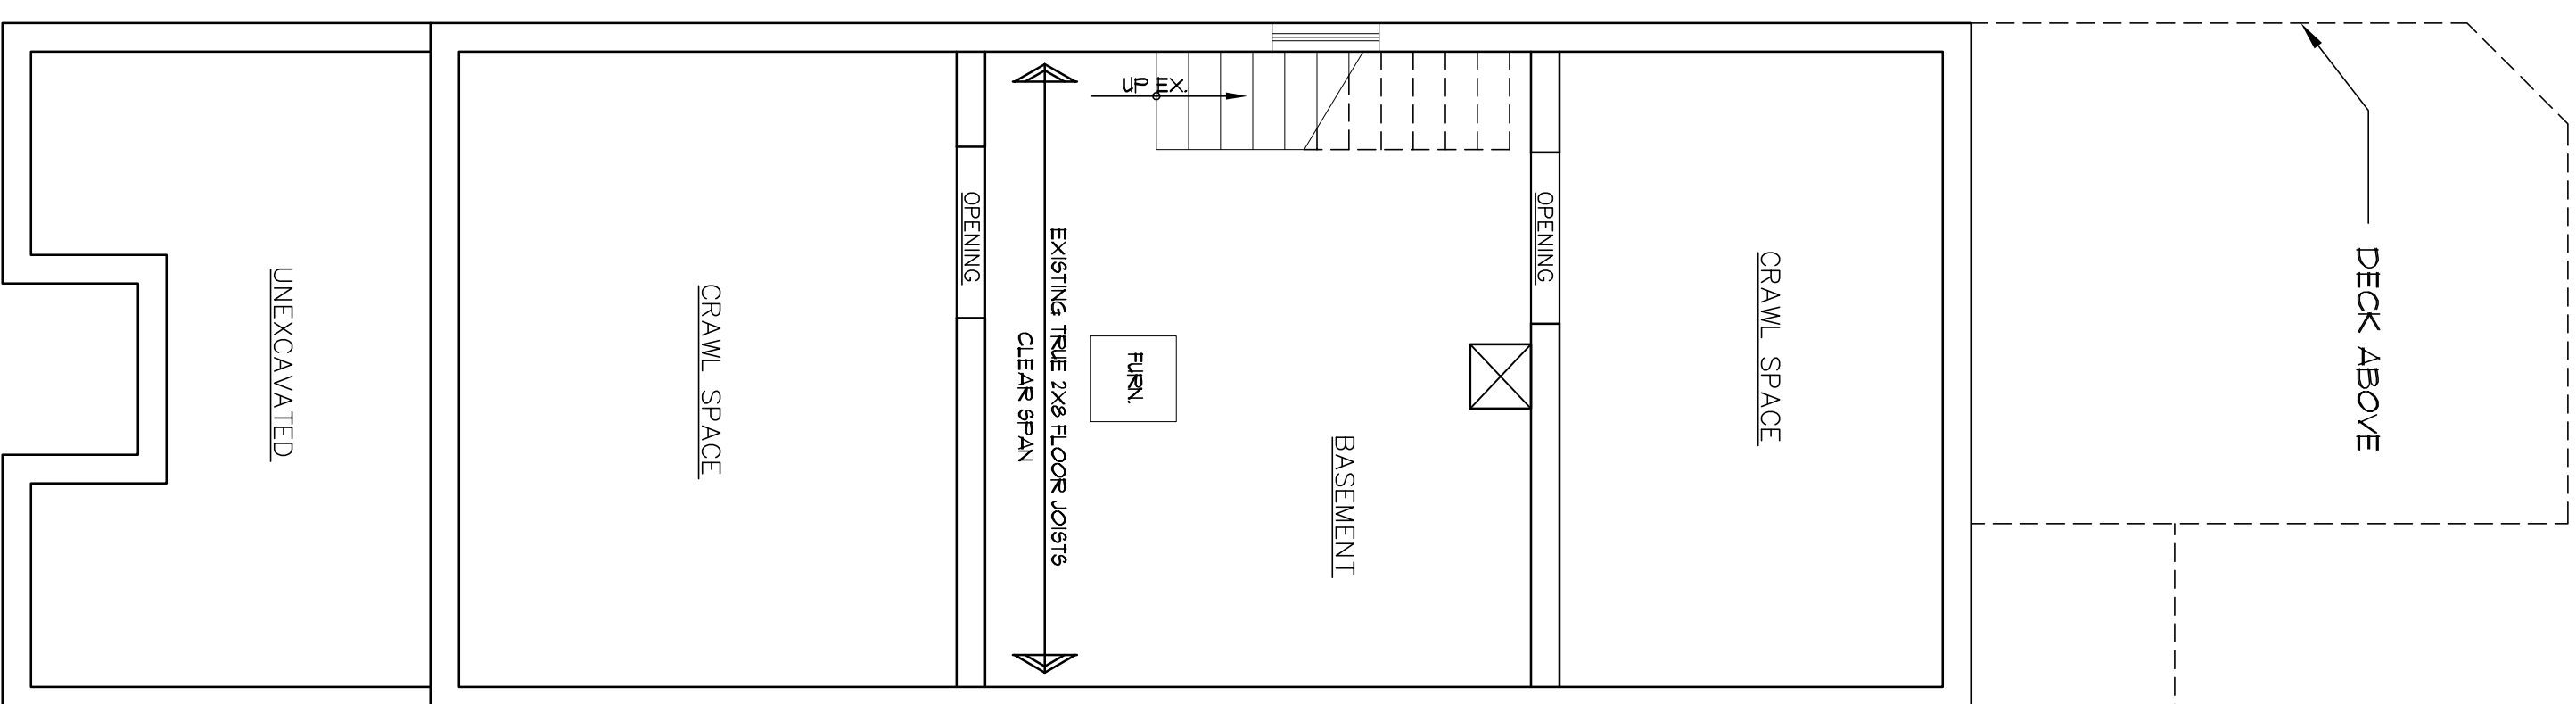 DECK ABOVE
CRAWL SPACE
OPENING
BASEMENT
UP EX.
FURN.
EXISTING TRUE 2X8 FLOOR JOISTS
CLEAR SPAN
OPENING
CRAWL SPACE
UNEXCAVATED